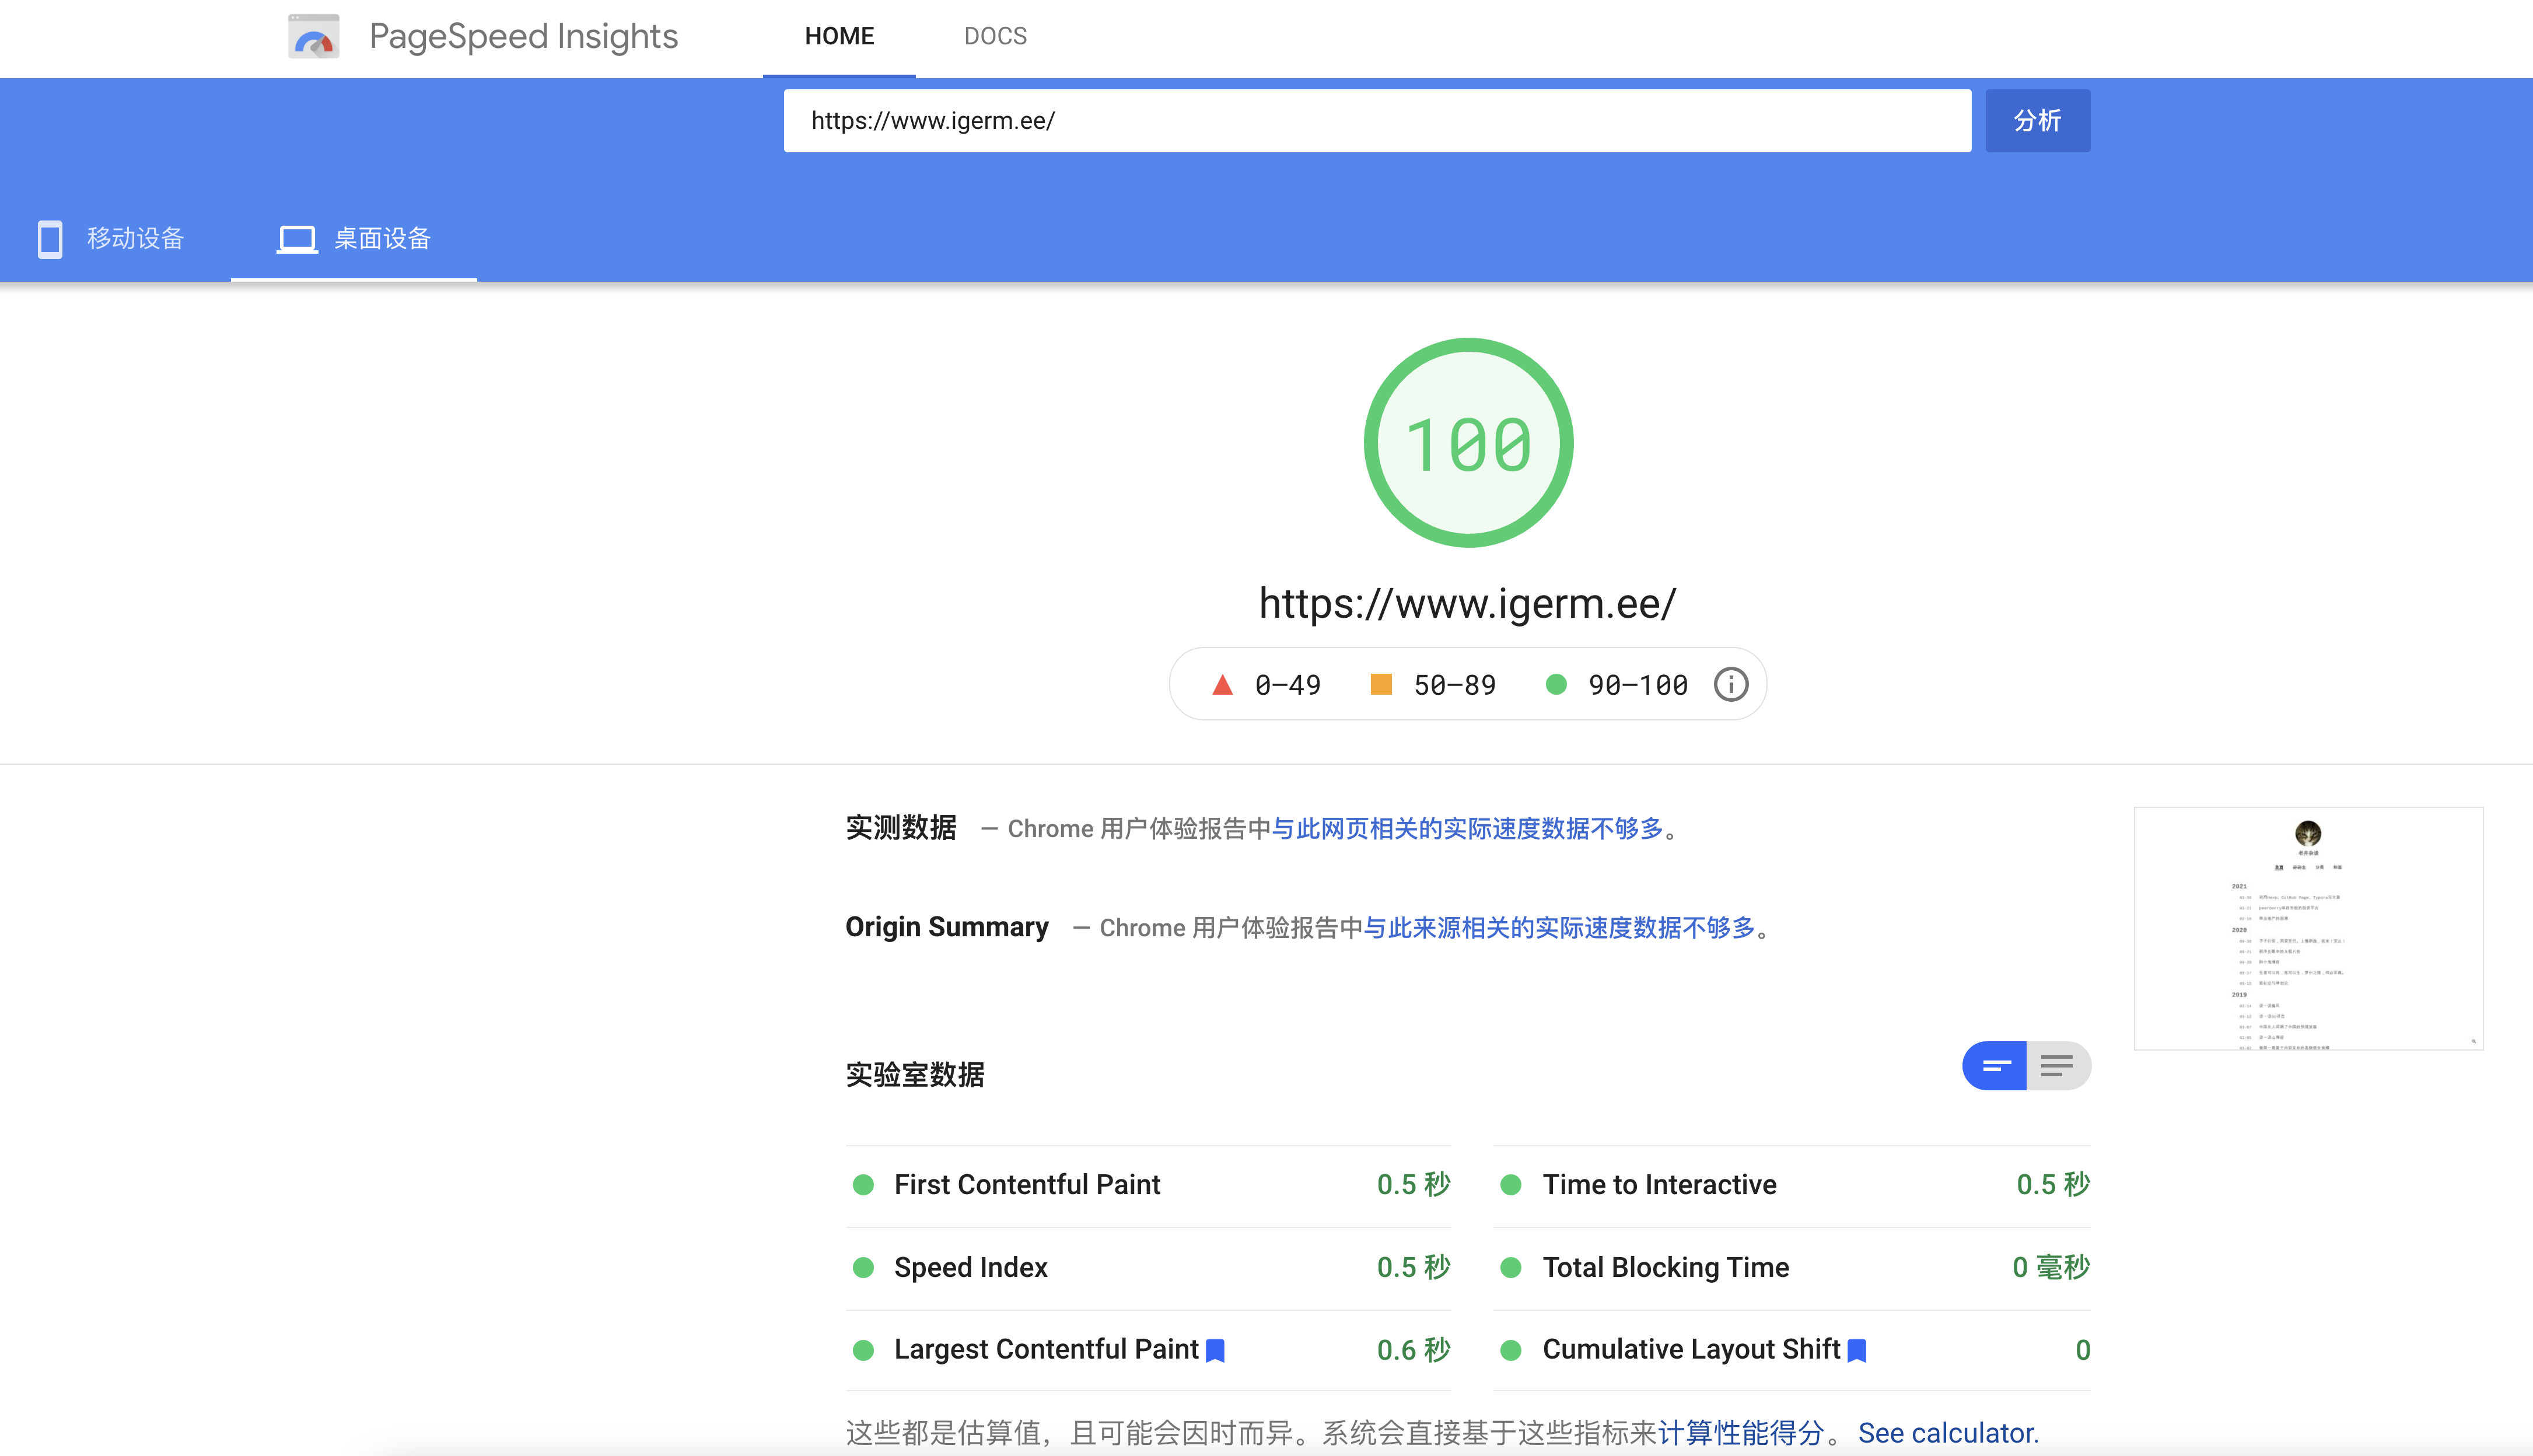 PageSpeed Insights
HOME
DOCS
https://www.igerm.ee/
分析
移动设备
桌面设备
100
https://www.igerm.ee/
0–49
50–89
90–100
实测数据 — Chrome 用户体验报告中与此网页相关的实际速度数据不够多。
Origin Summary — Chrome 用户体验报告中与此来源相关的实际速度数据不够多。
2021
2020
2019
实验室数据
First Contentful Paint 0.5 秒
Time to Interactive 0.5 秒
Speed Index 0.5 秒
Total Blocking Time 0 毫秒
Largest Contentful Paint 0.6 秒
Cumulative Layout Shift 0
这些都是估算值，且可能会因时而异。系统会直接基于这些指标来计算性能得分。 See calculator.